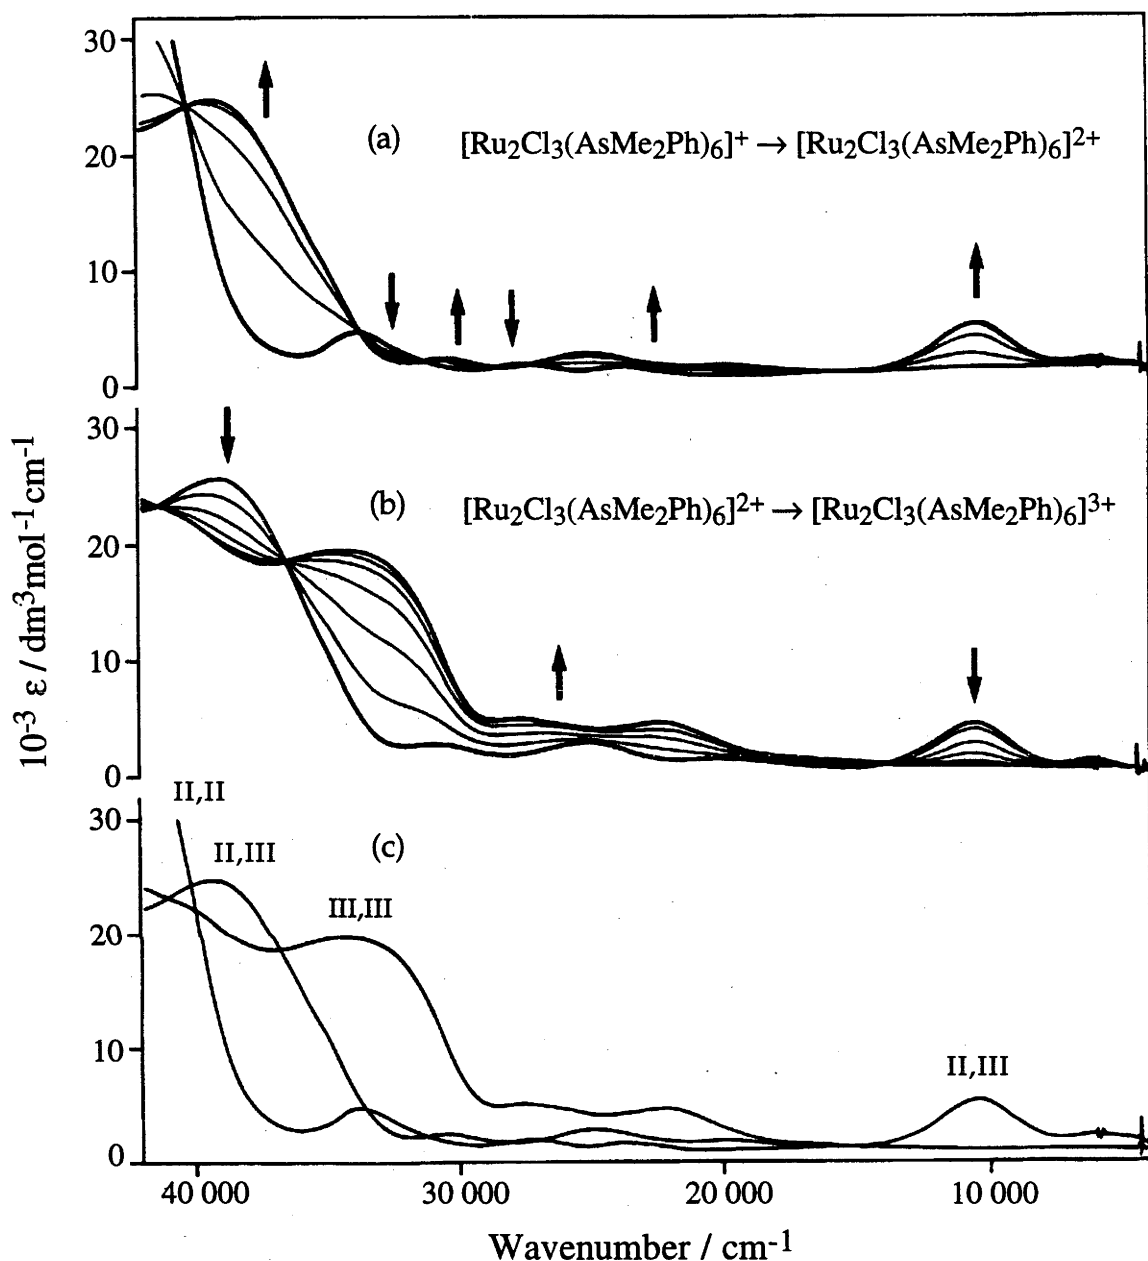 30
20
10
0
(a)
[Ru2Cl3(AsMe2Ph)6]+ → [Ru2Cl3(AsMe2Ph)6]2+
30
20
10
0
(b)
[Ru2Cl3(AsMe2Ph)6]2+ → [Ru2Cl3(AsMe2Ph)6]3+
10-3 ε / dm3mol-1cm-1
30
20
10
0
II,II
II,III
III,III
(c)
II,III
40 000
30 000
20 000
10 000
Wavenumber / cm-1